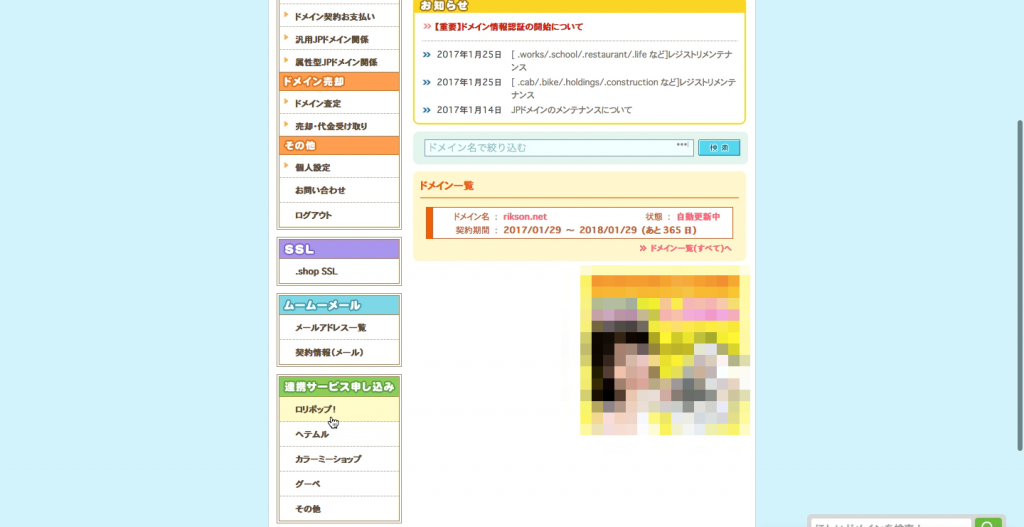 ドメイン契約お支払い
汎用JPドメイン関係
属性型JPドメイン関係
ドメイン売却
ドメイン査定
売却・代金受け取り
その他
個人設定
お問い合わせ
ログアウト
SSL
.shop SSL
ムームーメール
メールアドレス一覧
契約情報(メール)
連携サービス申し込み
ロリポップ!
ヘテムル
カラーミーショップ
グーペ
その他
お知らせ
【重要】ドメイン情報認証の開始について
2017年1月25日 [ .works/.school/.restaurant/.life など]レジストリメンテナ
ンス
2017年1月25日 [ .cab/.bike/.holdings/.construction など]レジストリメンテ
ナンス
2017年1月14日 JPドメインのメンテナンスについて
ドメイン名で絞り込む
検索
ドメイン一覧
ドメイン名 : rikson.net 状態 : 自動更新中
契約期間 : 2017/01/29 〜 2018/01/29 (あと 365 日)
ドメイン一覧(すべて)へ